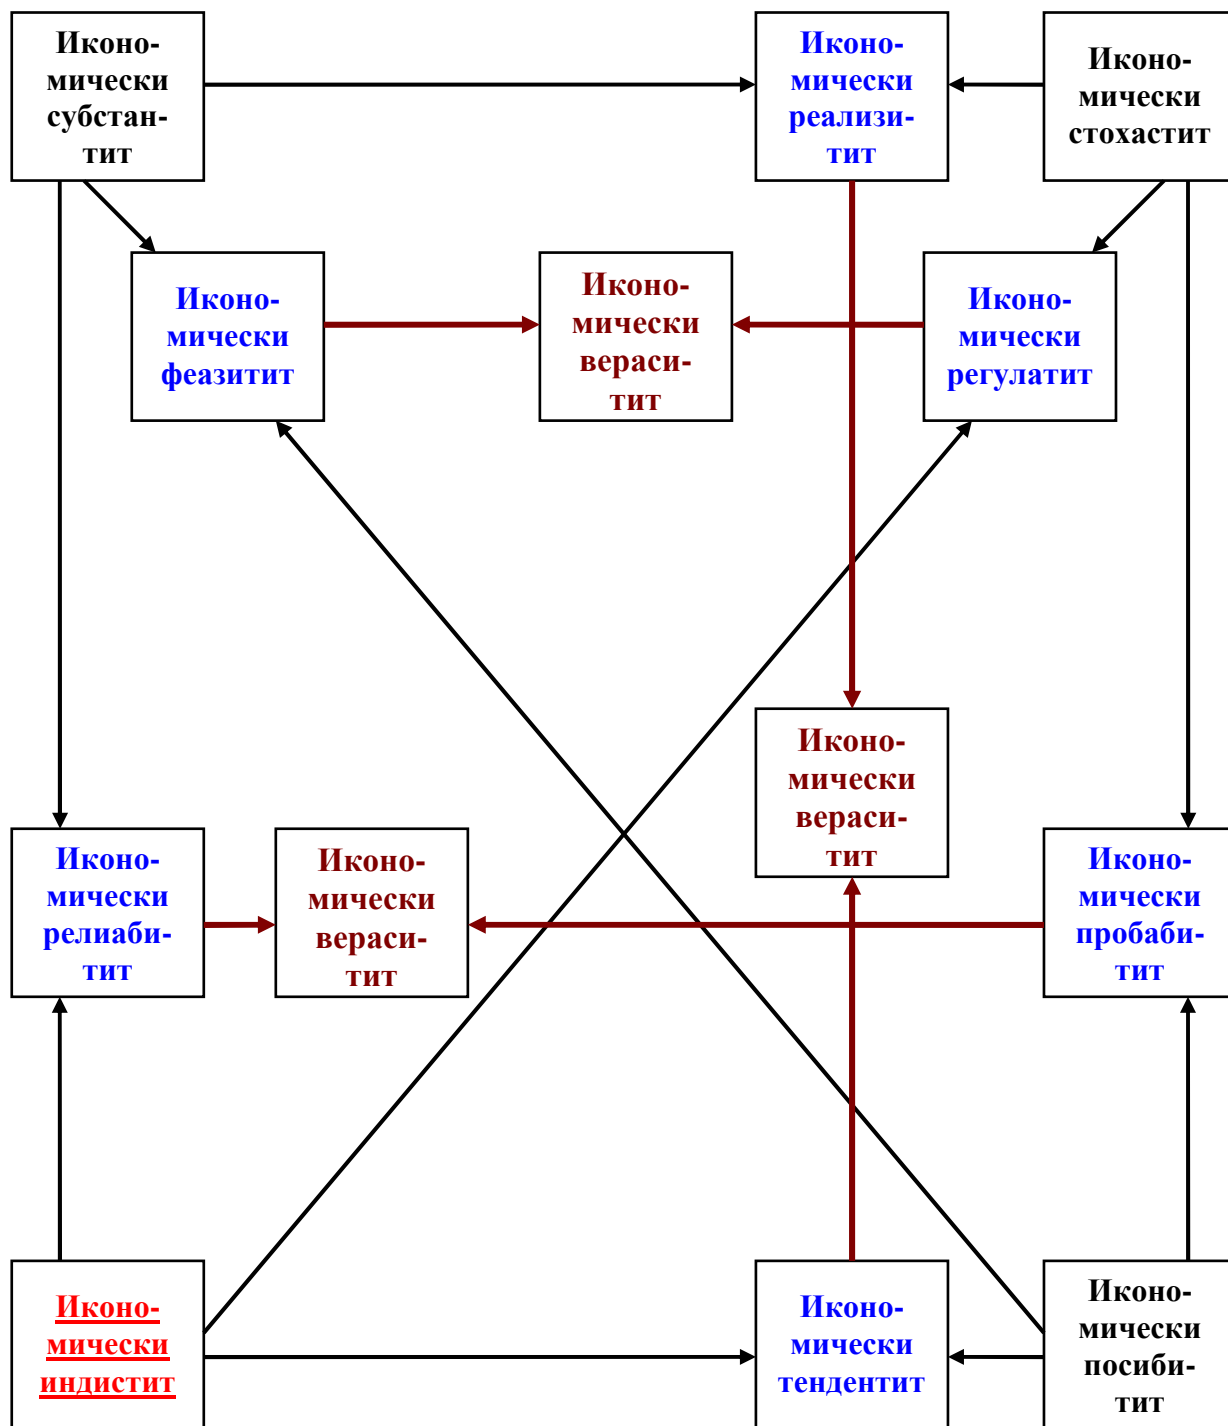 Иконо-
мически
субстан-
тит
Иконо-
мически
реализи-
тит
Иконо-
мически
стохастит
Иконо-
мически
феазитит
Иконо-
мически
вераси-
тит
Иконо-
мически
регулатит
Иконо-
мически
вераси-
тит
Иконо-
мически
релиаби-
тит
Иконо-
мически
вераси-
тит
Иконо-
мически
пробаби-
тит
Иконо-
мически
индистит
Иконо-
мически
тендентит
Иконо-
мически
посиби-
тит